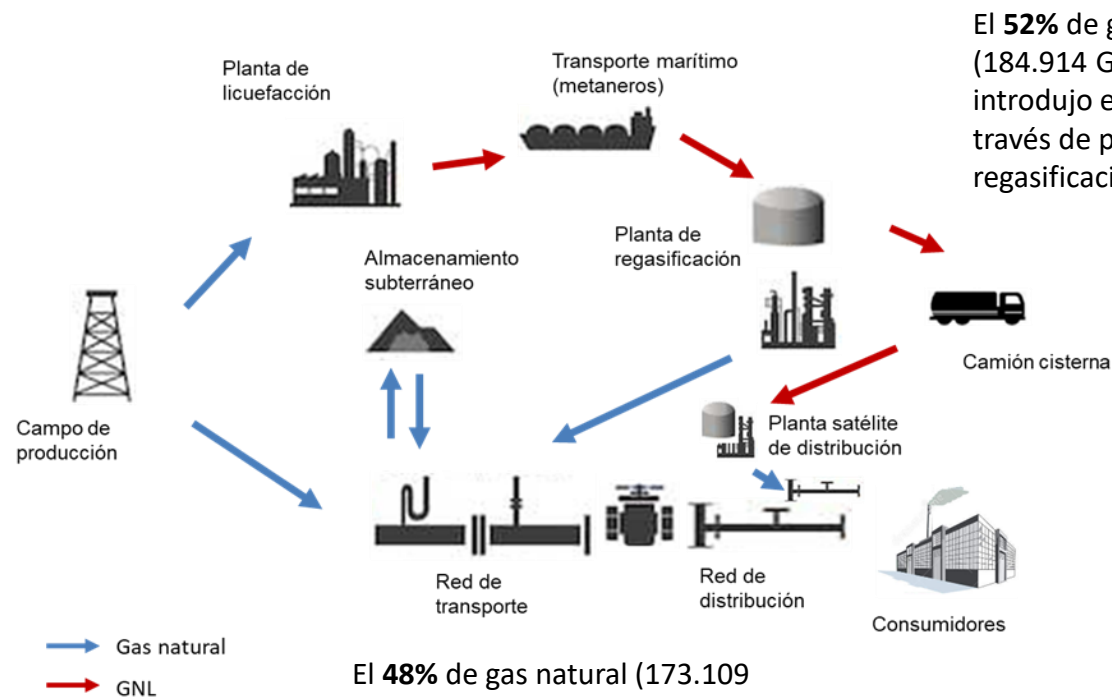 El 52% de g
(184.914 G
introdujo e
través de p
regasificaci
Planta de
licuefacción
Transporte marítimo
(metaneros)
Almacenamiento
subterráneo
Planta de
regasificación
Camión cisterna
Campo de
producción
Planta satélite
de distribución
Red de
transporte
Red de
distribución
Consumidores
Gas natural
GNL
El 48% de gas natural (173.109